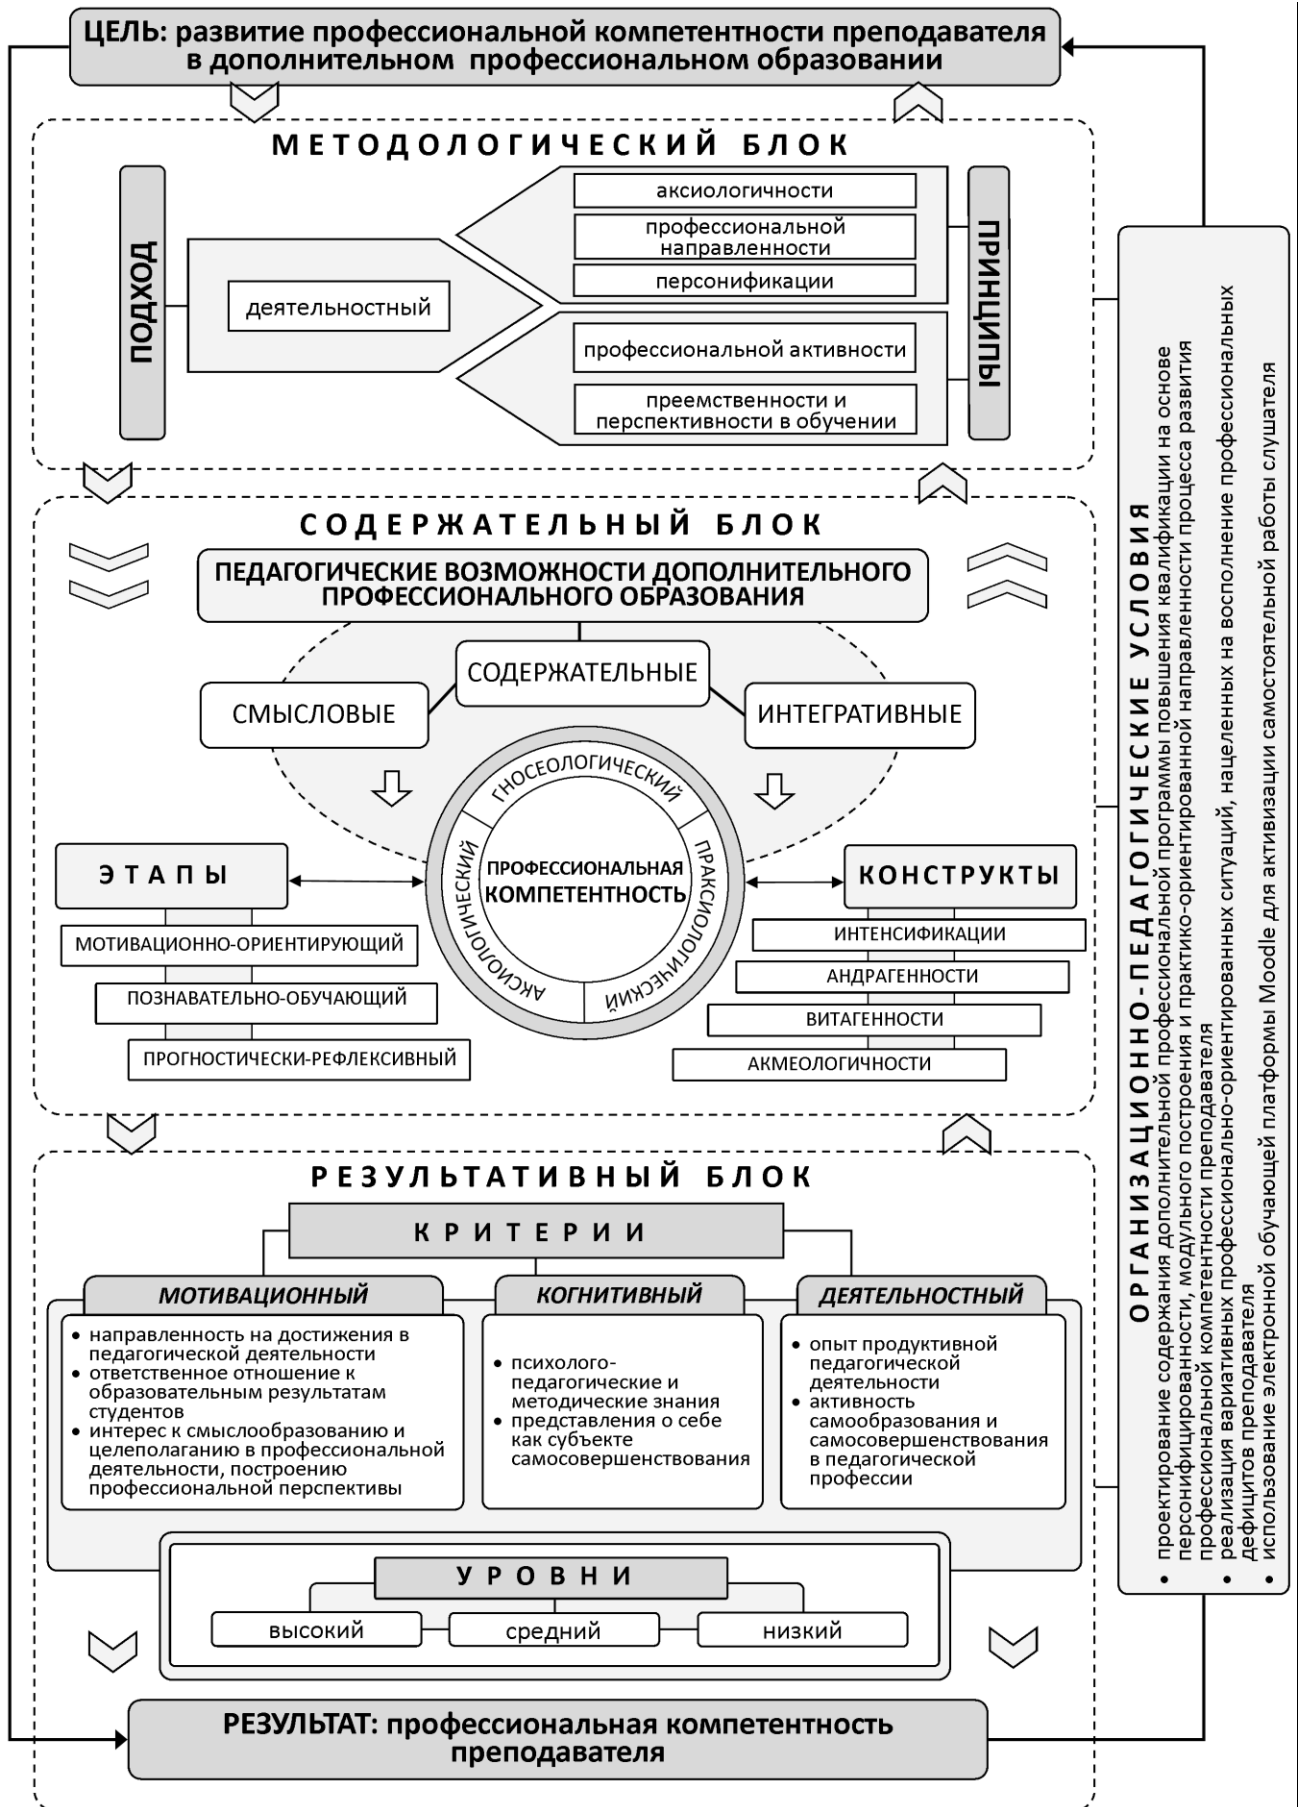 ЦЕЛЬ: развитие профессиональной компетентности преподавателя
в дополнительном профессиональном образовании
МЕТОДОЛОГИЧЕСКИЙ БЛОК
ПОДХОД
деятельностный
аксиологичности
профессиональной
направленности
персонификации
профессиональной активности
преемственности и
перспективности в обучении
ПРИНЦИПЫ
СОДЕРЖАТЕЛЬНЫЙ БЛОК
ПЕДАГОГИЧЕСКИЕ ВОЗМОЖНОСТИ ДОПОЛНИТЕЛЬНОГО
ПРОФЕССИОНАЛЬНОГО ОБРАЗОВАНИЯ
СМЫСЛОВЫЕ
СОДЕРЖАТЕЛЬНЫЕ
ИНТЕГРАТИВНЫЕ
ГНОСЕОЛОГИЧЕСКИЙ
АКСИОЛОГИЧЕСКИЙ
ПРАКСИОЛОГИЧЕСКИЙ
ПРОФЕССИОНАЛЬНАЯ
КОМПЕТЕНТНОСТЬ
ЭТАПЫ
МОТИВАЦИОННО-ОРИЕНТИРУЮЩИЙ
ПОЗНАВАТЕЛЬНО-ОБУЧАЮЩИЙ
ПРОГНОСТИЧЕСКИ-РЕФЛЕКСИВНЫЙ
КОНСТРУКТЫ
ИНТЕНСИФИКАЦИИ
АНДРАГЕННОСТИ
ВИТАГЕННОСТИ
АКМЕОЛОГИЧНОСТИ
РЕЗУЛЬТАТИВНЫЙ БЛОК
КРИТЕРИИ
МОТИВАЦИОННЫЙ
• направленность на достижения в
педагогической деятельности
• ответственное отношение к
образовательным результатам
студентов
• интерес к смыслообразованию и
целеполаганию в профессиональной
деятельности, построению
профессиональной перспективы
КОГНИТИВНЫЙ
• психолого-
педагогические и
методические знания
• представления о себе
как субъекте
самосовершенствования
ДЕЯТЕЛЬНОСТНЫЙ
• опыт продуктивной
педагогической
деятельности
• активность
самообразования и
самосовершенствования
в педагогической
профессии
УРОВНИ
высокий
средний
низкий
РЕЗУЛЬТАТ: профессиональная компетентность
преподавателя
ОРГАНИЗАЦИОННО-ПЕДАГОГИЧЕСКИЕ УСЛОВИЯ
• проектирование содержания дополнительной профессиональной программы повышения квалификации на основе
персонифицированности, модульного построения и практико-ориентированной направленности процесса развития
профессиональной компетентности преподавателя
• реализация вариативных профессионально-ориентированных ситуаций, нацеленных на восполнение профессиональных
дефицитов преподавателя
• использование электронной обучающей платформы Moodle для активизации самостоятельной работы слушателя